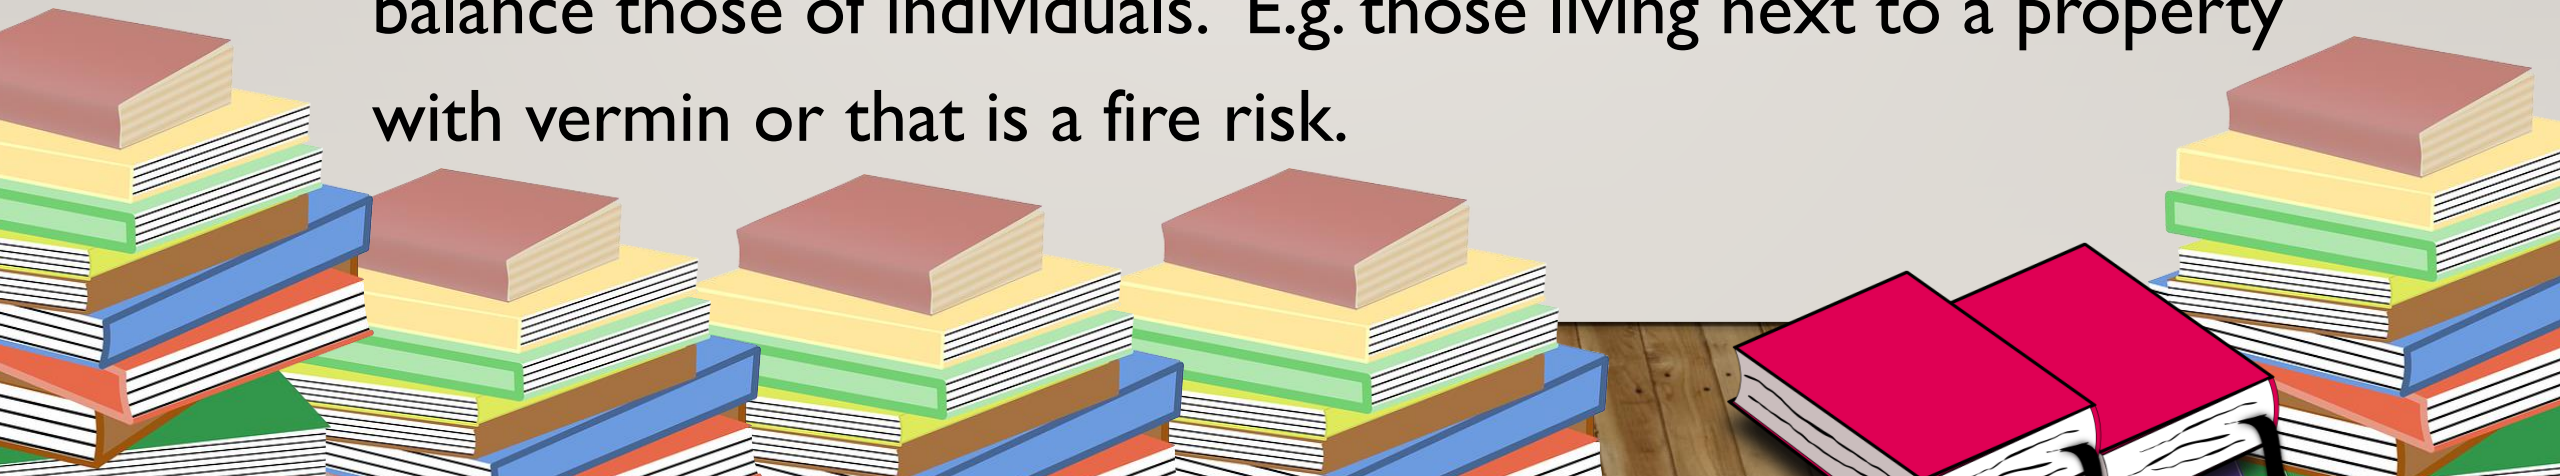 balance those of individuals.  E.g. those living next to a property
with vermin or that is a fire risk.